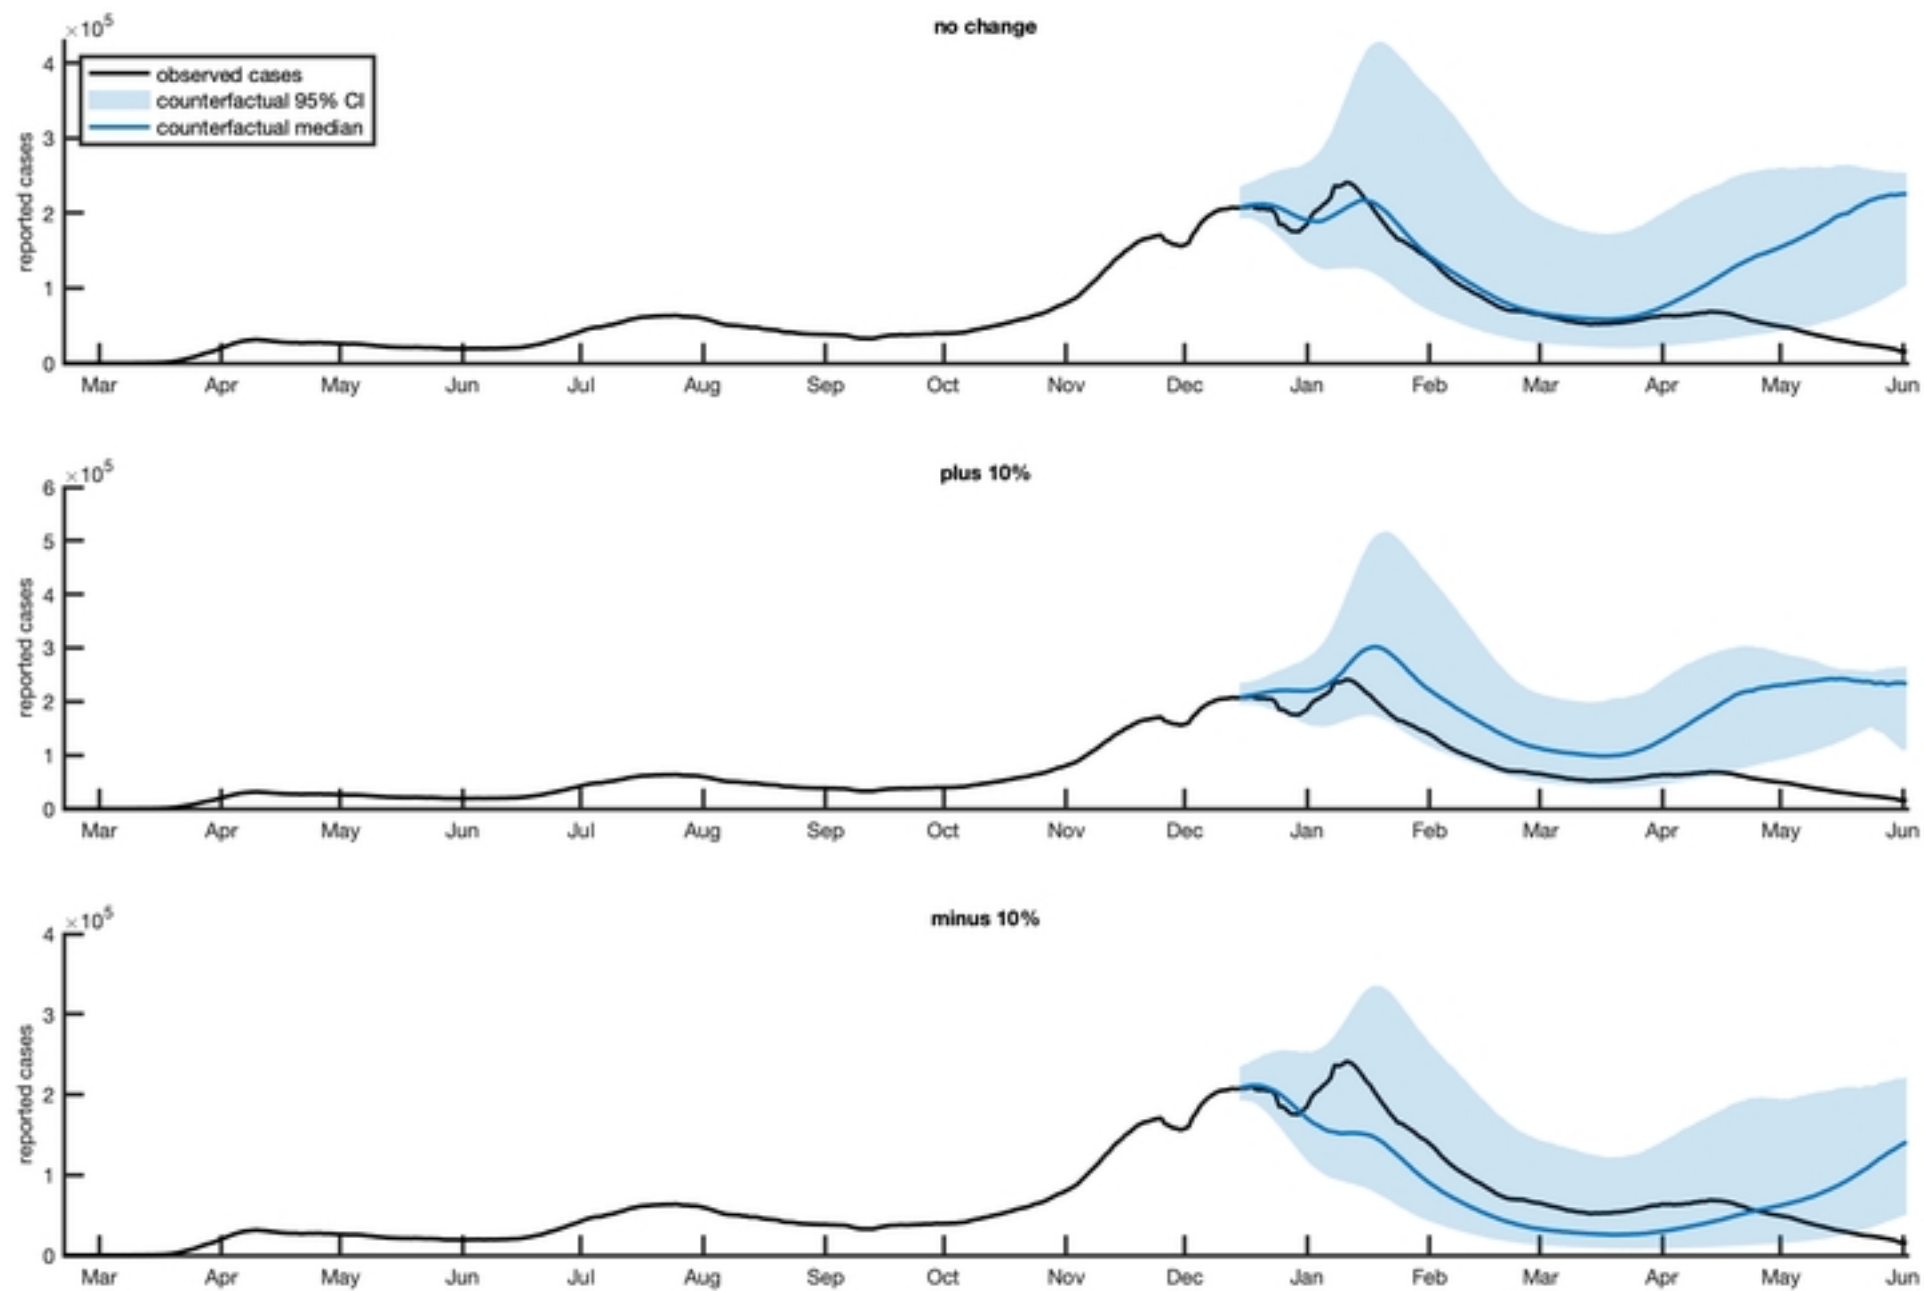 ×10⁵
no change
4
3
2
1
0
reported cases
observed cases
counterfactual 95% CI
counterfactual median
Mar Apr May Jun Jul Aug Sep Oct Nov Dec Jan Feb Mar Apr May Jun
×10⁵
plus 10%
6
5
4
3
2
1
0
reported cases
Mar Apr May Jun Jul Aug Sep Oct Nov Dec Jan Feb Mar Apr May Jun
×10⁵
minus 10%
4
3
2
1
0
reported cases
Mar Apr May Jun Jul Aug Sep Oct Nov Dec Jan Feb Mar Apr May Jun